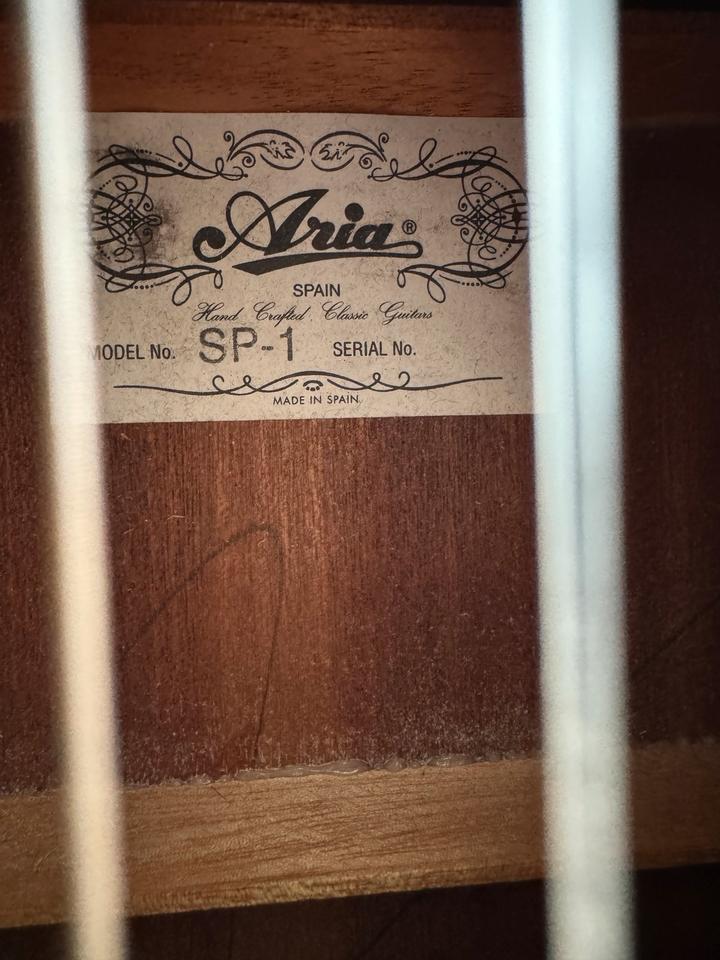 Aria®
SPAIN
Hand Crafted Classic Guitars
MODEL No. SP-1 SERIAL No.
MADE IN SPAIN